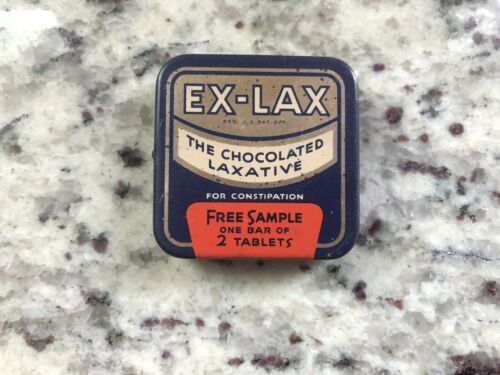 EX-LAX
REG. U.S. PAT. OFF.
THE CHOCOLATED
LAXATIVE
FOR CONSTIPATION
FREE SAMPLE
ONE BAR OF
2 TABLETS